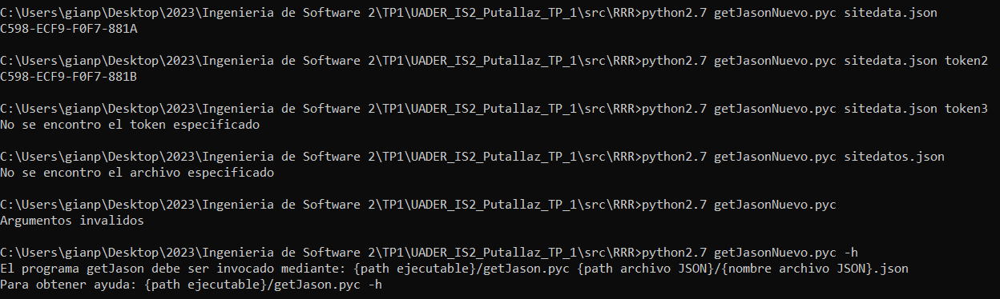 C:\Users\gianp\Desktop\2023\Ingenieria de Software 2\TP1\UADER_IS2_Putallaz_TP_1\src\RRR>python2.7 getJasonNuevo.pyc sitedata.json
C598-ECF9-F0F7-881A
C:\Users\gianp\Desktop\2023\Ingenieria de Software 2\TP1\UADER_IS2_Putallaz_TP_1\src\RRR>python2.7 getJasonNuevo.pyc sitedata.json token2
C598-ECF9-F0F7-881B
C:\Users\gianp\Desktop\2023\Ingenieria de Software 2\TP1\UADER_IS2_Putallaz_TP_1\src\RRR>python2.7 getJasonNuevo.pyc sitedata.json token3
No se encontro el token especificado
C:\Users\gianp\Desktop\2023\Ingenieria de Software 2\TP1\UADER_IS2_Putallaz_TP_1\src\RRR>python2.7 getJasonNuevo.pyc sitedatos.json
No se encontro el archivo especificado
C:\Users\gianp\Desktop\2023\Ingenieria de Software 2\TP1\UADER_IS2_Putallaz_TP_1\src\RRR>python2.7 getJasonNuevo.pyc
Argumentos invalidos
C:\Users\gianp\Desktop\2023\Ingenieria de Software 2\TP1\UADER_IS2_Putallaz_TP_1\src\RRR>python2.7 getJasonNuevo.pyc -h
El programa getJason debe ser invocado mediante: {path ejecutable}/getJason.pyc {path archivo JSON}/{nombre archivo JSON}.json
Para obtener ayuda: {path ejecutable}/getJason.pyc -h